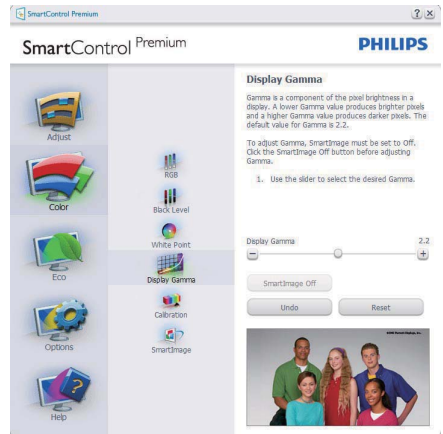 SmartControl Premium
SmartControl Premium
PHILIPS
Adjust
Color
Eco
Options
Help
RGB
Black Level
White Point
Display Gamma
Calibration
SmartImage
Display Gamma
Gamma is a component of the pixel brightness in a
display. A lower Gamma value produces brighter pixels
and a higher Gamma value produces darker pixels. The
default value for Gamma is 2.2.
To adjust Gamma, SmartImage must be set to Off.
Click the SmartImage Off button before adjusting
Gamma.
1. Use the slider to select the desired Gamma.
Display Gamma 2.2
SmartImage Off
Undo Reset